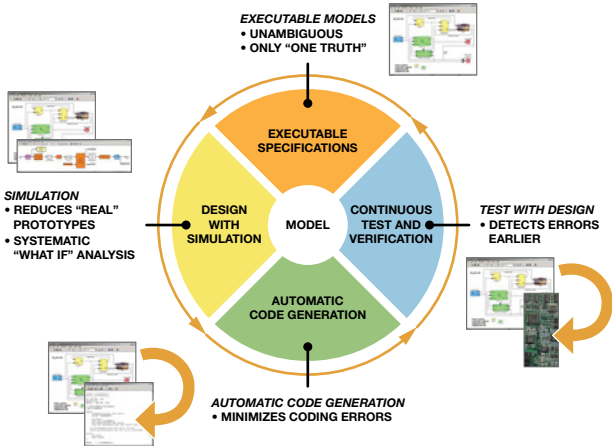 EXECUTABLE MODELS
• UNAMBIGUOUS
• ONLY “ONE TRUTH”
EXECUTABLE
SPECIFICATIONS
SIMULATION
• REDUCES “REAL”
PROTOTYPES
• SYSTEMATIC
“WHAT IF” ANALYSIS
DESIGN
WITH
SIMULATION
MODEL
CONTINUOUS
TEST AND
VERIFICATION
TEST WITH DESIGN
• DETECTS ERRORS
EARLIER
AUTOMATIC
CODE GENERATION
AUTOMATIC CODE GENERATION
• MINIMIZES CODING ERRORS